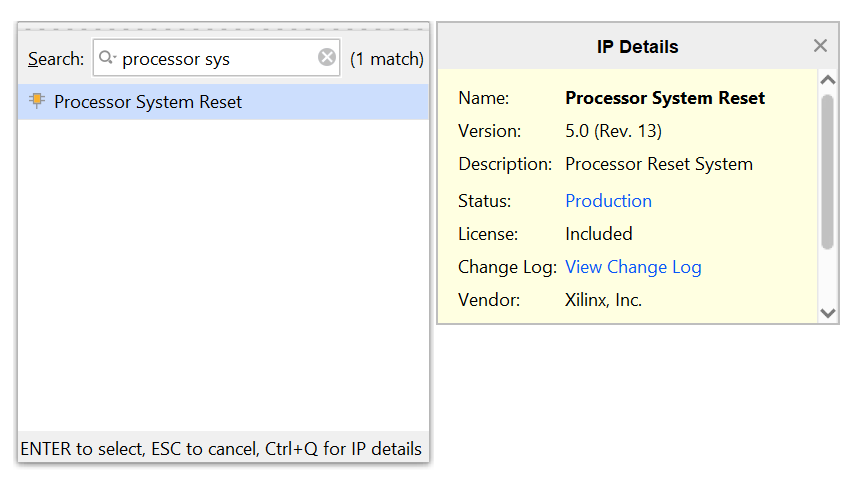 Search: processor sys (1 match)
Processor System Reset
ENTER to select, ESC to cancel, Ctrl+Q for IP details
IP Details
Name: Processor System Reset
Version: 5.0 (Rev. 13)
Description: Processor Reset System
Status: Production
License: Included
Change Log: View Change Log
Vendor: Xilinx, Inc.